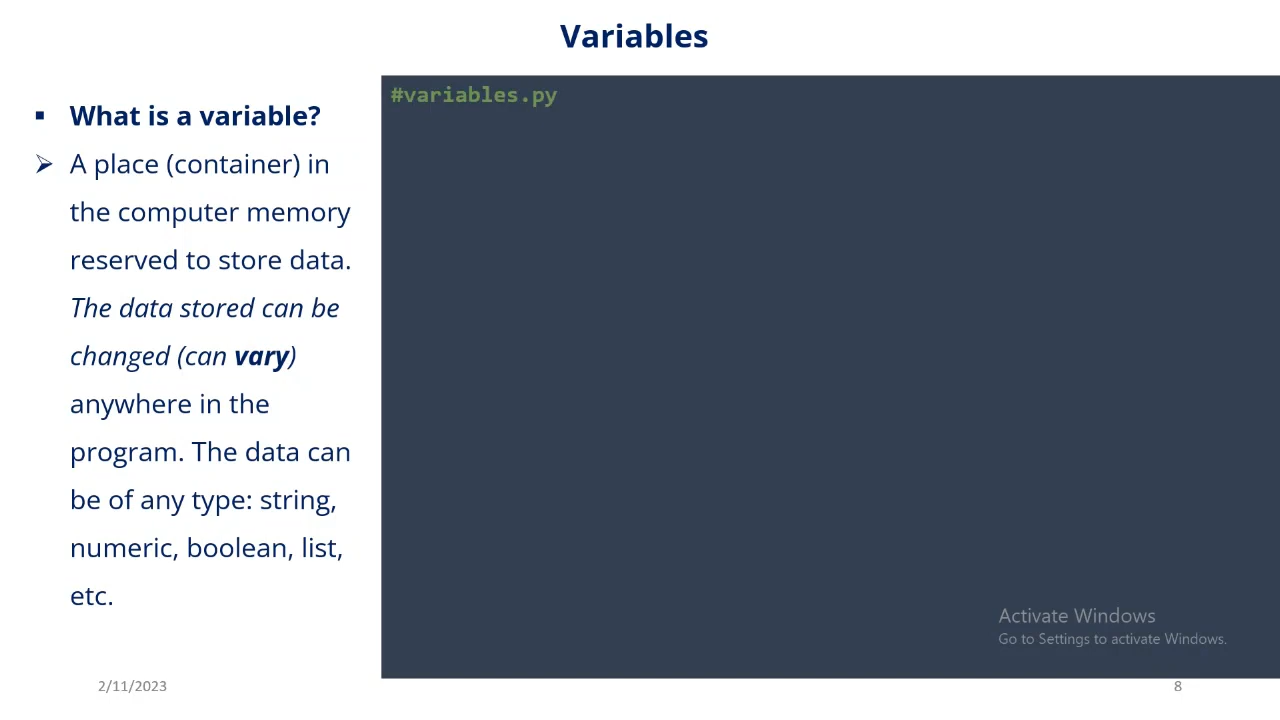 Variables
What is a variable?
A place (container) in
the computer memory
reserved to store data.
The data stored can be
changed (can vary)
anywhere in the
program. The data can
be of any type: string,
numeric, boolean, list,
etc.
#variables.py
Activate Windows
Go to Settings to activate Windows.
2/11/2023
8